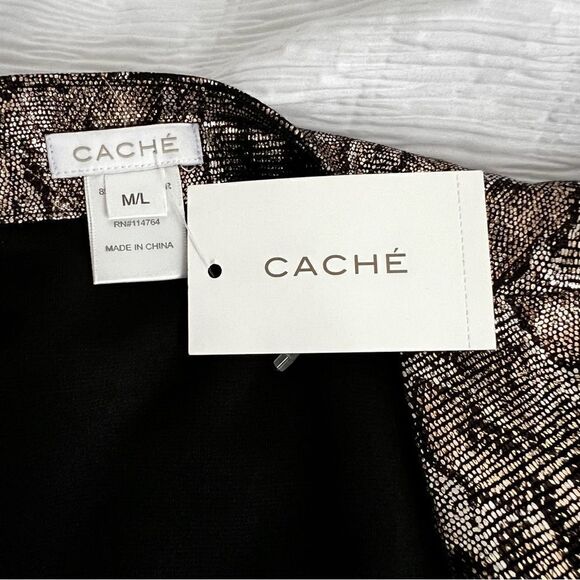 CACHÉ
M/L
RN#114764
MADE IN CHINA
CACHÉ